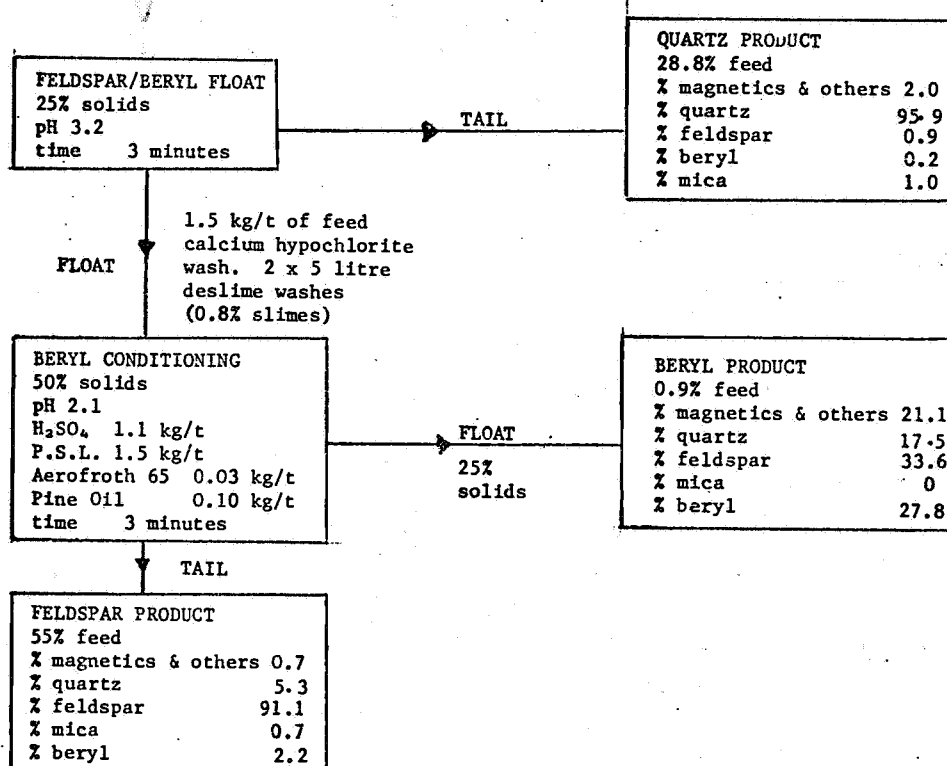 FELDSPAR/BERYL FLOAT
25% solids
pH 3.2
time 3 minutes
TAIL
QUARTZ PRODUCT
28.8% feed
% magnetics & others 2.0
% quartz 95.9
% feldspar 0.9
% beryl 0.2
% mica 1.0
FLOAT
1.5 kg/t of feed
calcium hypochlorite
wash. 2 x 5 litre
deslime washes
(0.8% slimes)
BERYL CONDITIONING
50% solids
pH 2.1
H₂SO₄ 1.1 kg/t
P.S.L. 1.5 kg/t
Aerofroth 65 0.03 kg/t
Pine Oil 0.10 kg/t
time 3 minutes
FLOAT
25%
solids
BERYL PRODUCT
0.9% feed
% magnetics & others 21.1
% quartz 17.5
% feldspar 33.6
% mica 0
% beryl 27.8
TAIL
FELDSPAR PRODUCT
55% feed
% magnetics & others 0.7
% quartz 5.3
% feldspar 91.1
% mica 0.7
% beryl 2.2